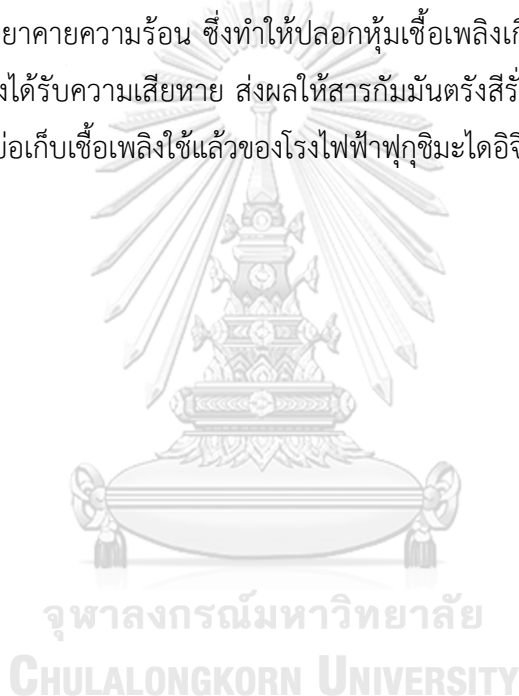 ยาคายความร้อน ซึ่งทำให้ปลอกหุ้มเชื้อเพลิงเกิ
งได้รับความเสียหาย ส่งผลให้สารกัมมันตรังสีรั่
บ่อเก็บเชื้อเพลิงใช้แล้วของโรงไฟฟ้าฟุกุชิมะไดอิจิ
จุฬาลงกรณ์มหาวิทยาลัย
CHULALONGKORN UNIVERSITY